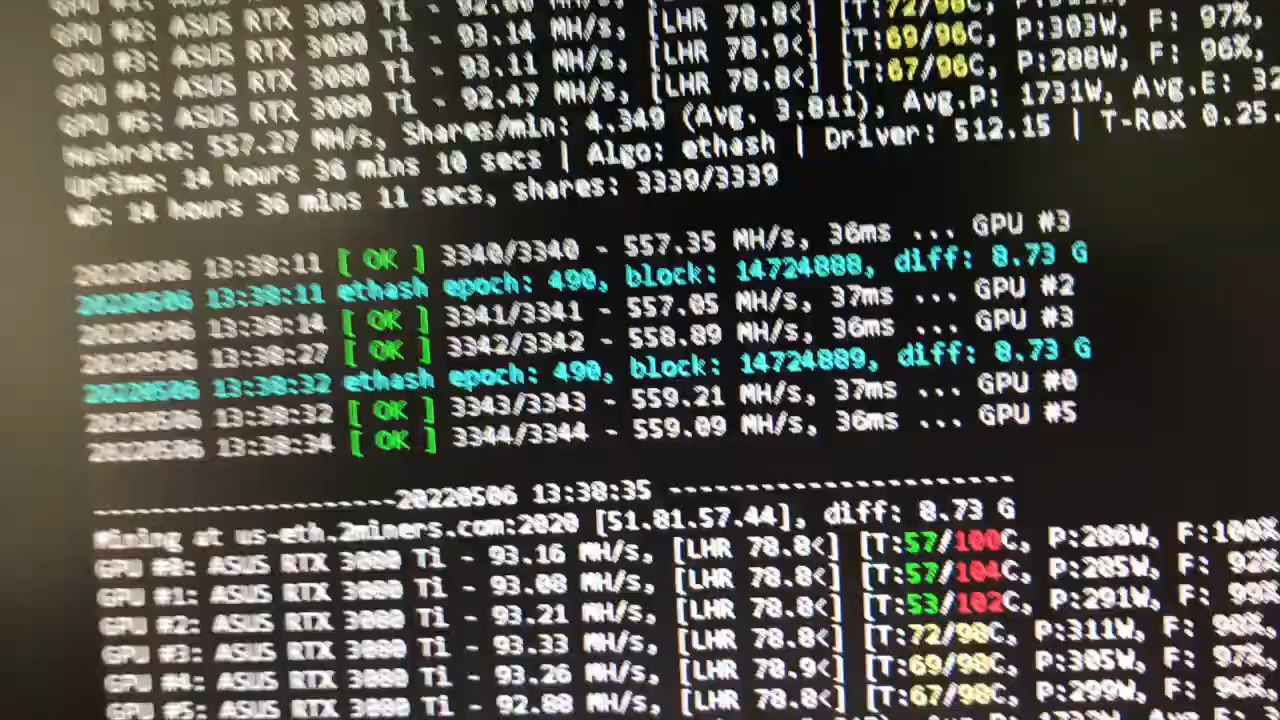 GPU #2: ASUS RTX 3080 Ti - 93.14 MH/s, [LHR 78.8<] [T:72/98C,
GPU #3: ASUS RTX 3080 Ti - 93.11 MH/s, [LHR 78.9<] [T:69/96C, P:303W, F: 97%,
GPU #4: ASUS RTX 3080 Ti - 92.47 MH/s, [LHR 78.8<] [T:67/96C, P:288W, F: 96%,
GPU #5: ASUS RTX 3080 Ti
Hashrate: 557.27 MH/s, Shares/min: 4.349 (Avg. 3.811), Avg.P: 1731W, Avg.E: 32
Uptime: 14 hours 36 mins 10 secs | Algo: ethash | Driver: 512.15 | T-Rex 0.25.
WD: 14 hours 36 mins 11 secs, shares: 3339/3339
20220506 13:38:11 [ OK ] 3340/3340 - 557.35 MH/s, 36ms ... GPU #3
20220506 13:38:11 ethash epoch: 490, block: 14724888, diff: 8.73 G
20220506 13:38:14 [ OK ] 3341/3341 - 557.05 MH/s, 37ms ... GPU #2
20220506 13:38:27 [ OK ] 3342/3342 - 558.89 MH/s, 36ms ... GPU #3
20220506 13:38:32 ethash epoch: 490, block: 14724889, diff: 8.73 G
20220506 13:38:32 [ OK ] 3343/3343 - 559.21 MH/s, 37ms ... GPU #0
20220506 13:38:34 [ OK ] 3344/3344 - 559.09 MH/s, 36ms ... GPU #5
--------------------20220506 13:38:35 -----------------------
Mining at us-eth.2miners.com:2020 [51.81.57.44], diff: 8.73 G
GPU #0: ASUS RTX 3080 Ti - 93.16 MH/s, [LHR 78.8<] [T:57/100C, P:286W, F:100%
GPU #1: ASUS RTX 3080 Ti - 93.08 MH/s, [LHR 78.8<] [T:57/104C, P:285W, F: 92%
GPU #2: ASUS RTX 3080 Ti - 93.21 MH/s, [LHR 78.8<] [T:53/102C, P:291W, F: 99%
GPU #3: ASUS RTX 3080 Ti - 93.33 MH/s, [LHR 78.8<] [T:72/98C, P:311W, F: 98%,
GPU #4: ASUS RTX 3080 Ti - 93.26 MH/s, [LHR 78.9<] [T:69/98C, P:305W, F: 97%,
GPU #5: ASUS RTX 3080 Ti - 92.88 MH/s, [LHR 78.8<] [T:67/98C, P:299W, F: 96%,